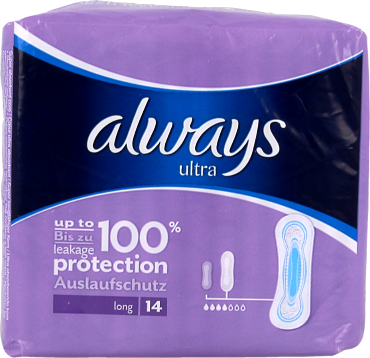 always
ultra
up to
Bis zu
100%
leakage
protection
Auslaufschutz
long 14